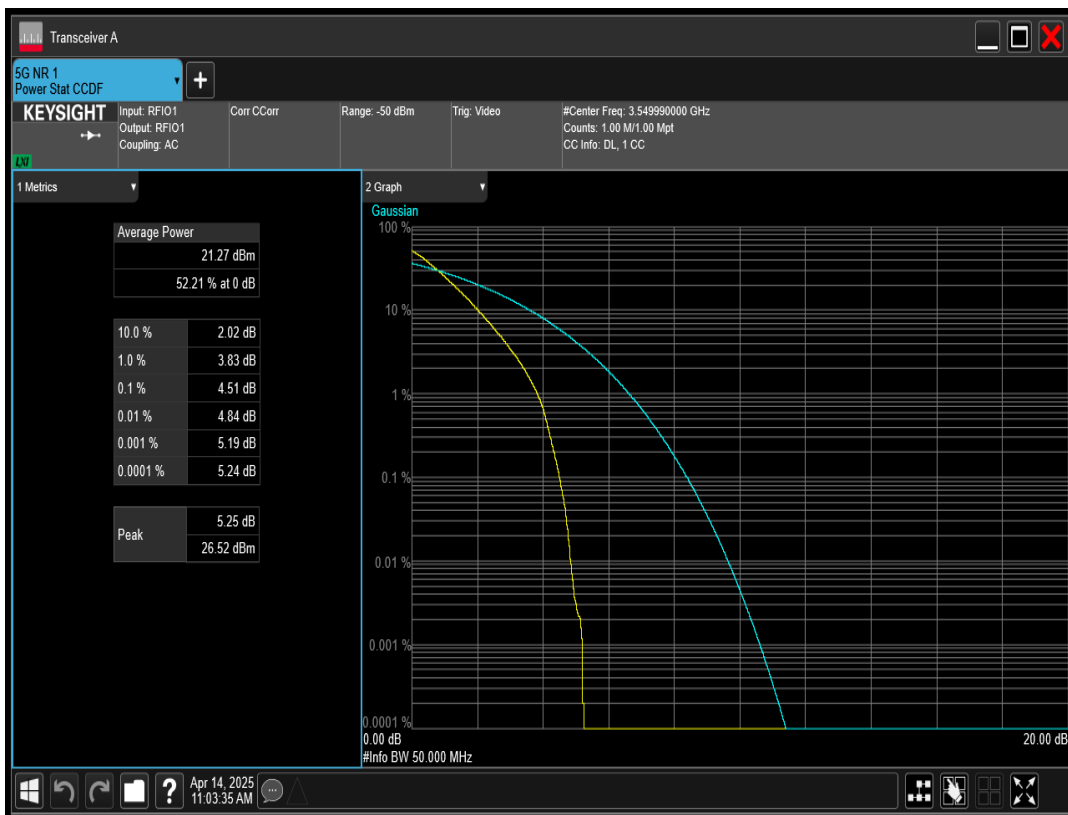 Transceiver A
5G NR 1
Power Stat CCDF
+
KEYSIGHT
LXI
Input: RFIO1
Output: RFIO1
Coupling: AC
Corr CCorr
Range: -50 dBm
Trig: Video
#Center Freq: 3.549990000 GHz
Counts: 1.00 M/1.00 Mpt
CC Info: DL, 1 CC
1 Metrics
Average Power
21.27 dBm
52.21 % at 0 dB
10.0 % 2.02 dB
1.0 % 3.83 dB
0.1 % 4.51 dB
0.01 % 4.84 dB
0.001 % 5.19 dB
0.0001 % 5.24 dB
Peak 5.25 dB
26.52 dBm
2 Graph
Gaussian
100 %
10 %
1 %
0.1 %
0.01 %
0.001 %
0.0001 %
0.00 dB 20.00 dB
#Info BW 50.000 MHz
?
Apr 14, 2025
11:03:35 AM